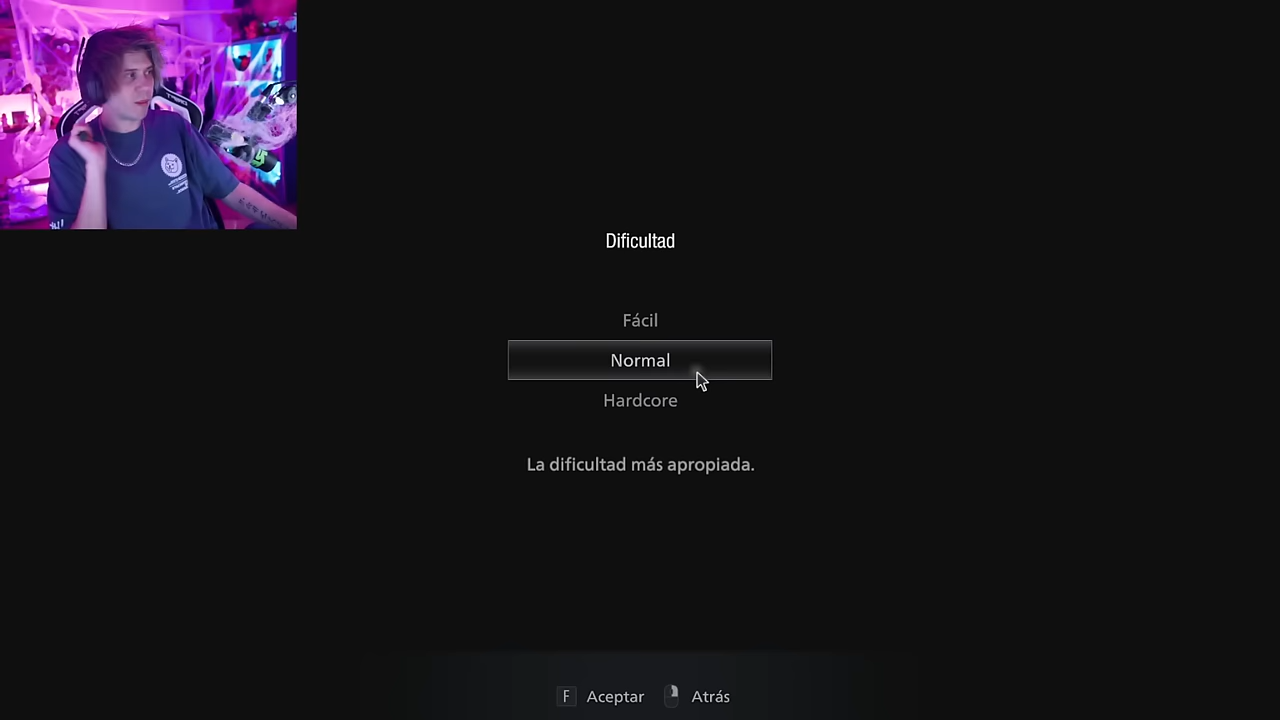 Dificultad
Fácil
Normal
Hardcore
La dificultad más apropiada.
F Aceptar Atrás